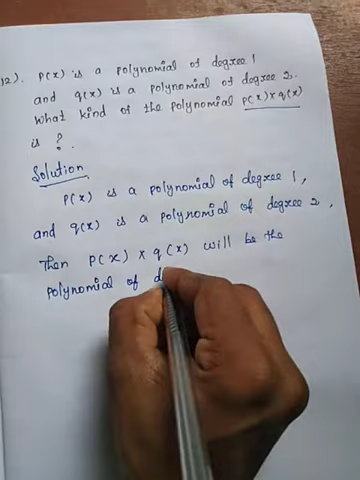 12). P(x) is a polynomial of degree 1
and q(x) is a polynomial of degree 2.
What kind of the polynomial p(x)×q(x)
is ?
Solution
P(x) is a polynomial of degree 1,
and q(x) is a polynomial of degree 2,
Then P(x) × q(x) will be the
Polynomial of d